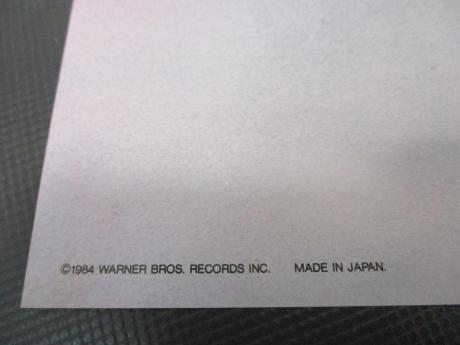 ©1984 WARNER BROS. RECORDS INC. MADE IN JAPAN.